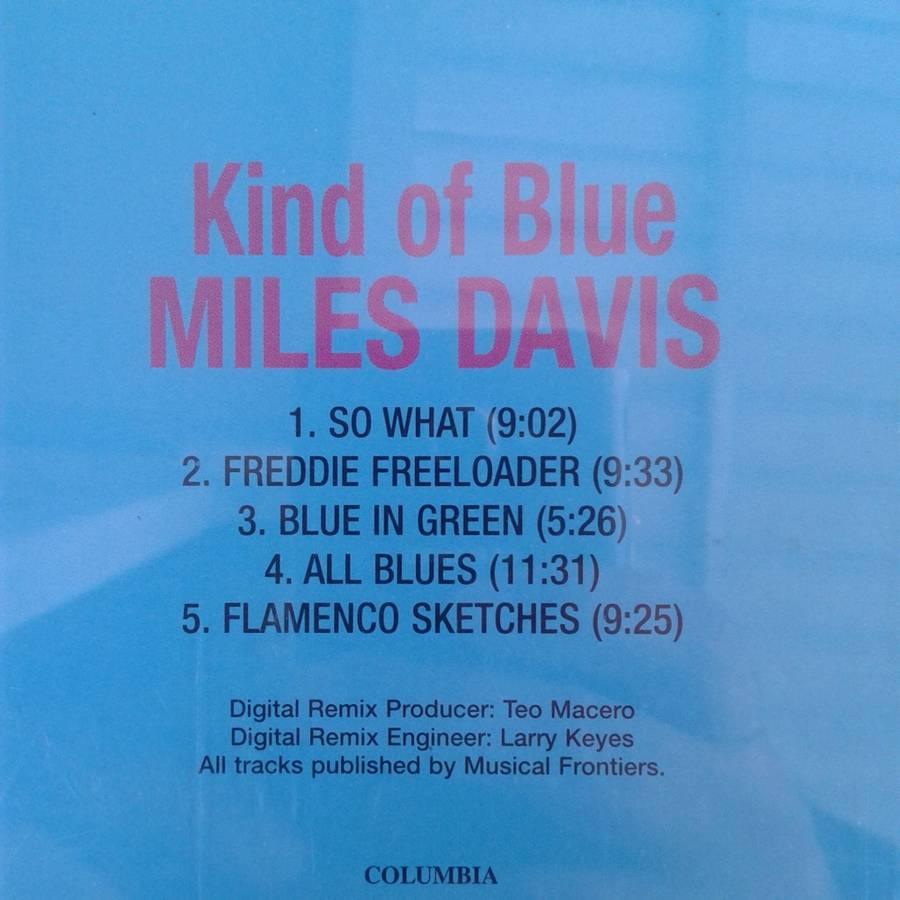 Kind of Blue
MILES DAVIS
1. SO WHAT (9:02)
2. FREDDIE FREELOADER (9:33)
3. BLUE IN GREEN (5:26)
4. ALL BLUES (11:31)
5. FLAMENCO SKETCHES (9:25)
Digital Remix Producer: Teo Macero
Digital Remix Engineer: Larry Keyes
All tracks published by Musical Frontiers.
COLUMBIA